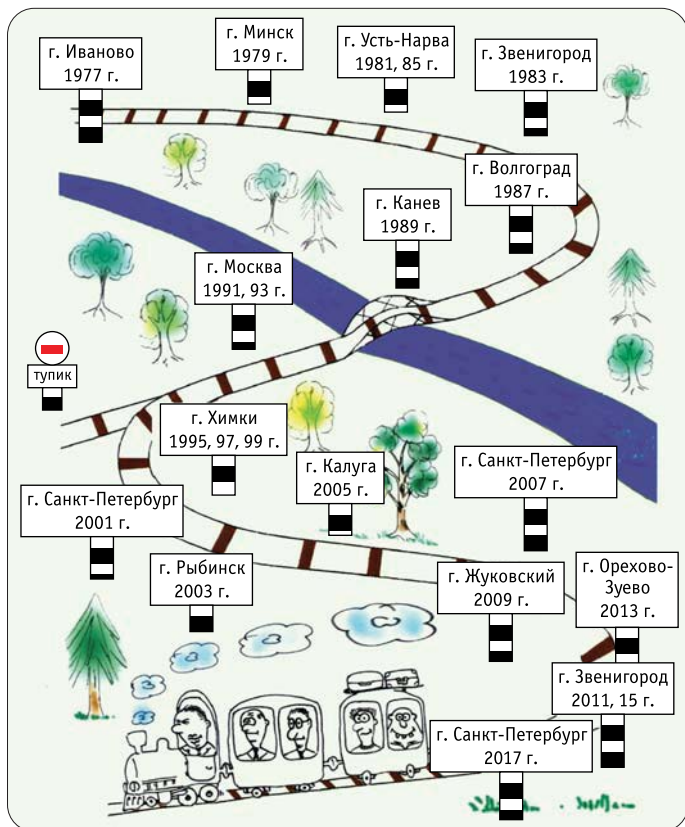 г. Иваново
1977 г.
г. Минск
1979 г.
г. Усть-Нарва
1981, 85 г.
г. Звенигород
1983 г.
г. Волгоград
1987 г.
г. Канев
1989 г.
г. Москва
1991, 93 г.
тупик
г. Химки
1995, 97, 99 г.
г. Санкт-Петербург
2001 г.
г. Рыбинск
2003 г.
г. Калуга
2005 г.
г. Санкт-Петербург
2007 г.
г. Жуковский
2009 г.
г. Орехово-
Зуево
2013 г.
г. Звенигород
2011, 15 г.
г. Санкт-Петербург
2017 г.